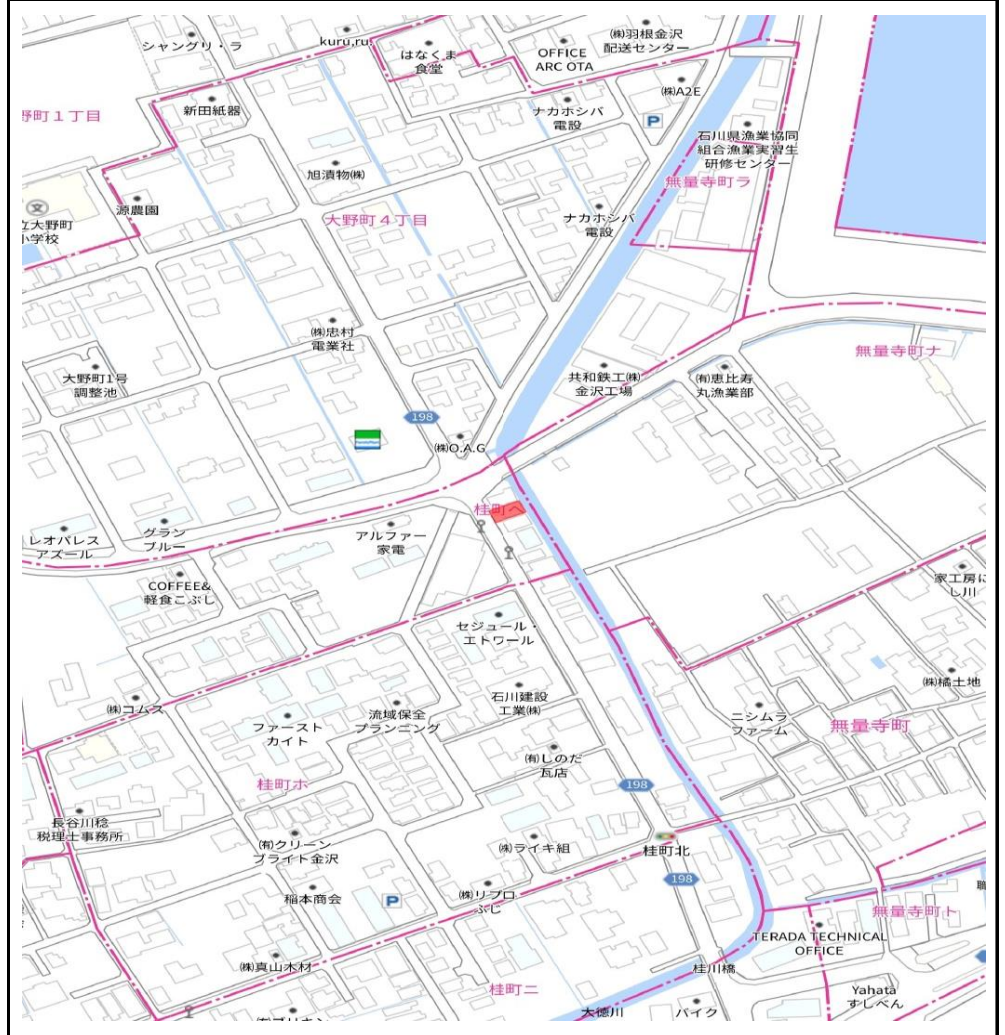 シャングリ・ラ
kuru.ru.
はなくま
食堂
OFFICE
ARC OTA
㈱羽根金沢
配送センター
㈱A2E
P
新田紙器
ナカホシバ
電設
石川県漁業協同
組合漁業実習生
研修センター
野町1丁目
旭漬物㈱
無量寺町ラ
源農園
大野町4丁目
ナカホシバ
電設
立大野町
小学校
㈱忠村
電業社
無量寺町ナ
大野町1号
調整池
共和鉄工㈱
金沢工場
㈲恵比寿
丸漁業部
198
㈱O.A.G
桂町へ
レオパレス
アズール
グラン
ブルー
アルファー
家電
COFFEE&
軽食こぶし
家工房に
し川
セジュール・
エトワール
㈱コムス
ファースト
カイト
流域保全
プランニング
石川建設
工業㈱
ニシムラ
ファーム
㈱橘土地
無量寺町
㈲しのだ
瓦店
桂町ホ
198
長谷川稔
税理士事務所
㈲クリーン
ブライト金沢
㈱ライキ組
桂町北
198
稲本商会
P
㈱リプロ
ふじ
無量寺町ト
TERADA TECHNICAL
OFFICE
㈱真山木材
桂川橋
桂町ニ
Yahata
すしべん
大徳川
バイク